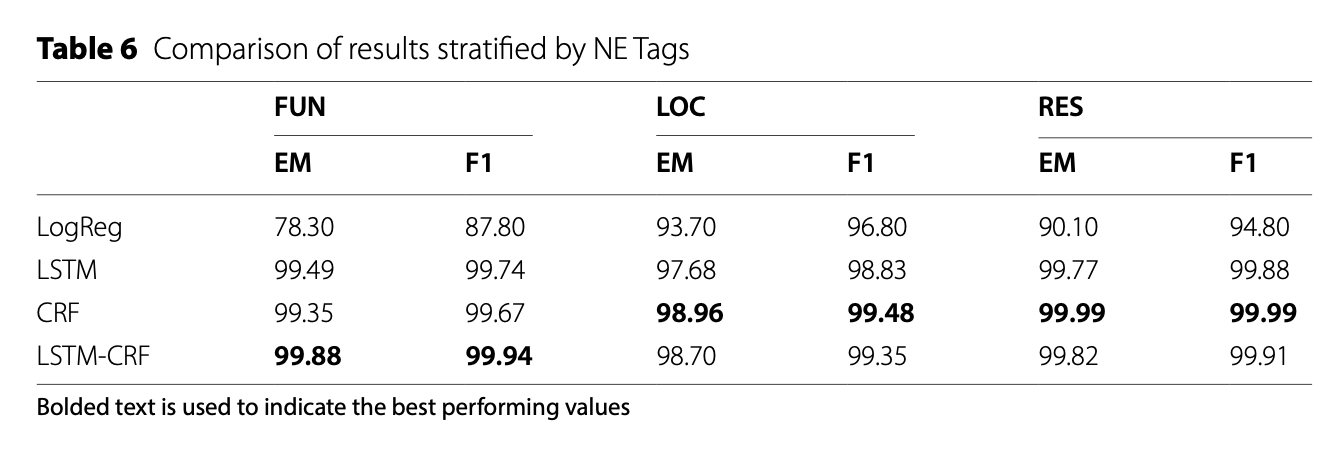 Table 6 Comparison of results stratified by NE Tags
FUN LOC RES
EM F1 EM F1 EM F1
LogReg 78.30 87.80 93.70 96.80 90.10 94.80
LSTM 99.49 99.74 97.68 98.83 99.77 99.88
CRF 99.35 99.67 98.96 99.48 99.99 99.99
LSTM-CRF 99.88 99.94 98.70 99.35 99.82 99.91
Bolded text is used to indicate the best performing values